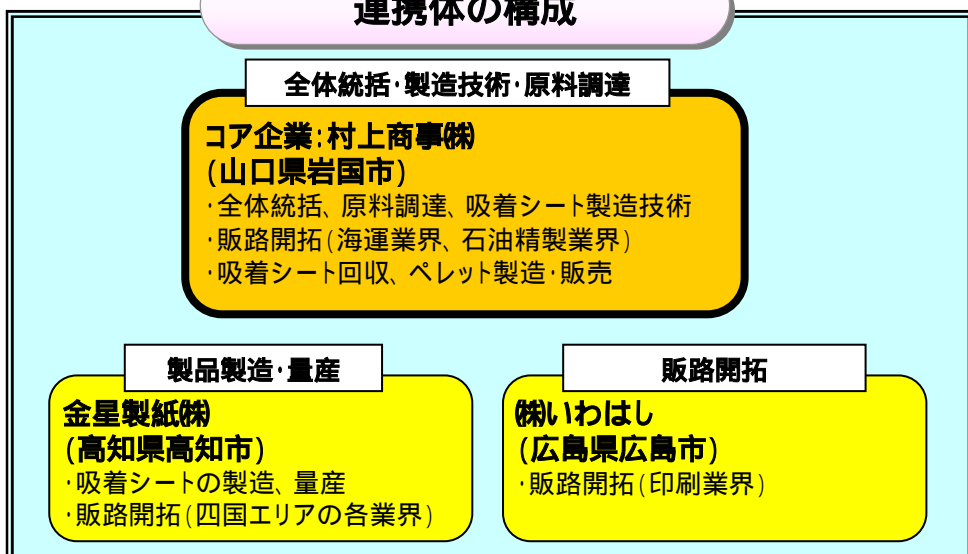 連携体の構成
全体統括・製造技術・原料調達
コア企業:村上商事㈱
(山口県岩国市)
・全体統括、原料調達、吸着シート製造技術
・販路開拓(海運業界、石油精製業界)
・吸着シート回収、ペレット製造・販売
製品製造・量産
金星製紙㈱
(高知県高知市)
・吸着シートの製造、量産
・販路開拓(四国エリアの各業界)
販路開拓
㈱いわはし
(広島県広島市)
・販路開拓(印刷業界)